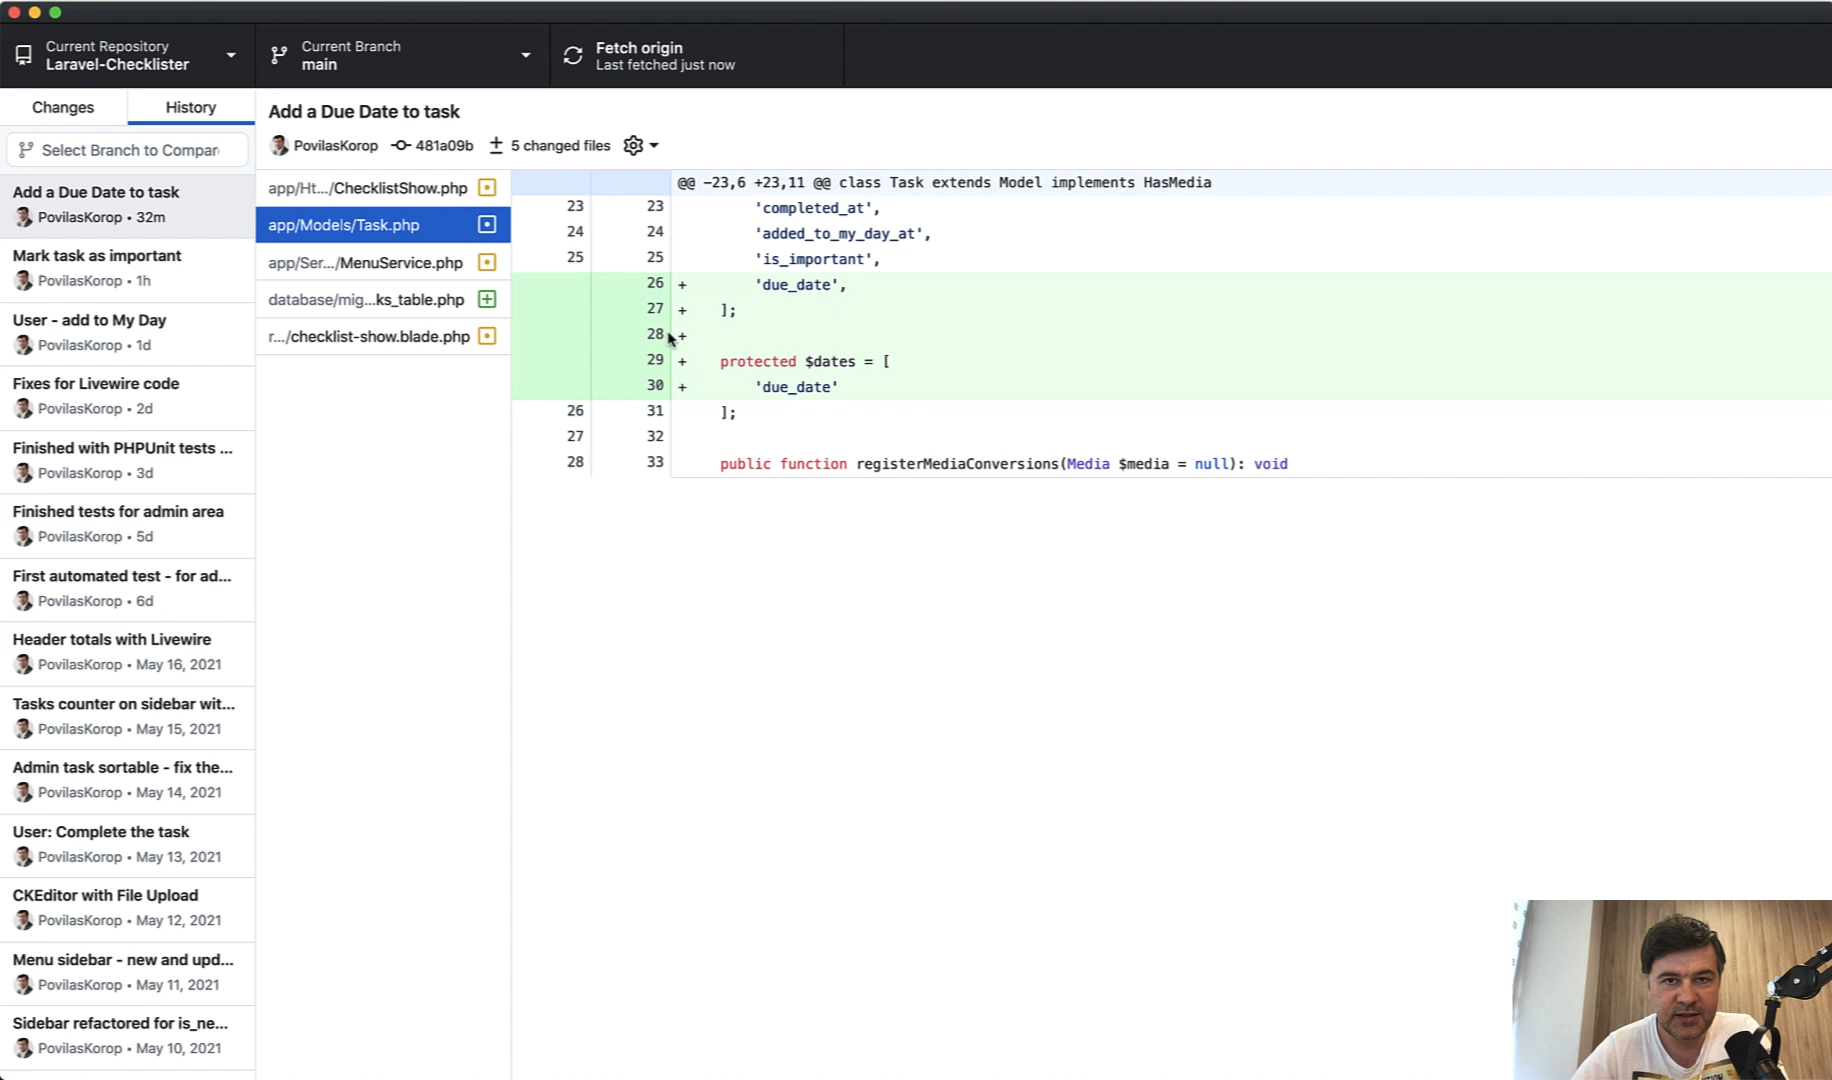 Current Repository
Laravel-Checklister
Current Branch
main
Fetch origin
Last fetched just now
Changes
History
Select Branch to Compar
Add a Due Date to task
PovilasKorop • 32m
Mark task as important
PovilasKorop • 1h
User - add to My Day
PovilasKorop • 1d
Fixes for Livewire code
PovilasKorop • 2d
Finished with PHPUnit tests ...
PovilasKorop • 3d
Finished tests for admin area
PovilasKorop • 5d
First automated test - for ad...
PovilasKorop • 6d
Header totals with Livewire
PovilasKorop • May 16, 2021
Tasks counter on sidebar wit...
PovilasKorop • May 15, 2021
Admin task sortable - fix the...
PovilasKorop • May 14, 2021
User: Complete the task
PovilasKorop • May 13, 2021
CKEditor with File Upload
PovilasKorop • May 12, 2021
Menu sidebar - new and upd...
PovilasKorop • May 11, 2021
Sidebar refactored for is_ne...
PovilasKorop • May 10, 2021
Add a Due Date to task
PovilasKorop 481a09b 5 changed files
app/Ht.../ChecklistShow.php
app/Models/Task.php
app/Ser.../MenuService.php
database/mig...ks_table.php
r.../checklist-show.blade.php
@@ -23,6 +23,11 @@ class Task extends Model implements HasMedia
23 23 'completed_at',
24 24 'added_to_my_day_at',
25 25 'is_important',
26 + 'due_date',
27 + ];
28 +
29 + protected $dates = [
30 + 'due_date'
26 31 ];
27 32
28 33 public function registerMediaConversions(Media $media = null): void